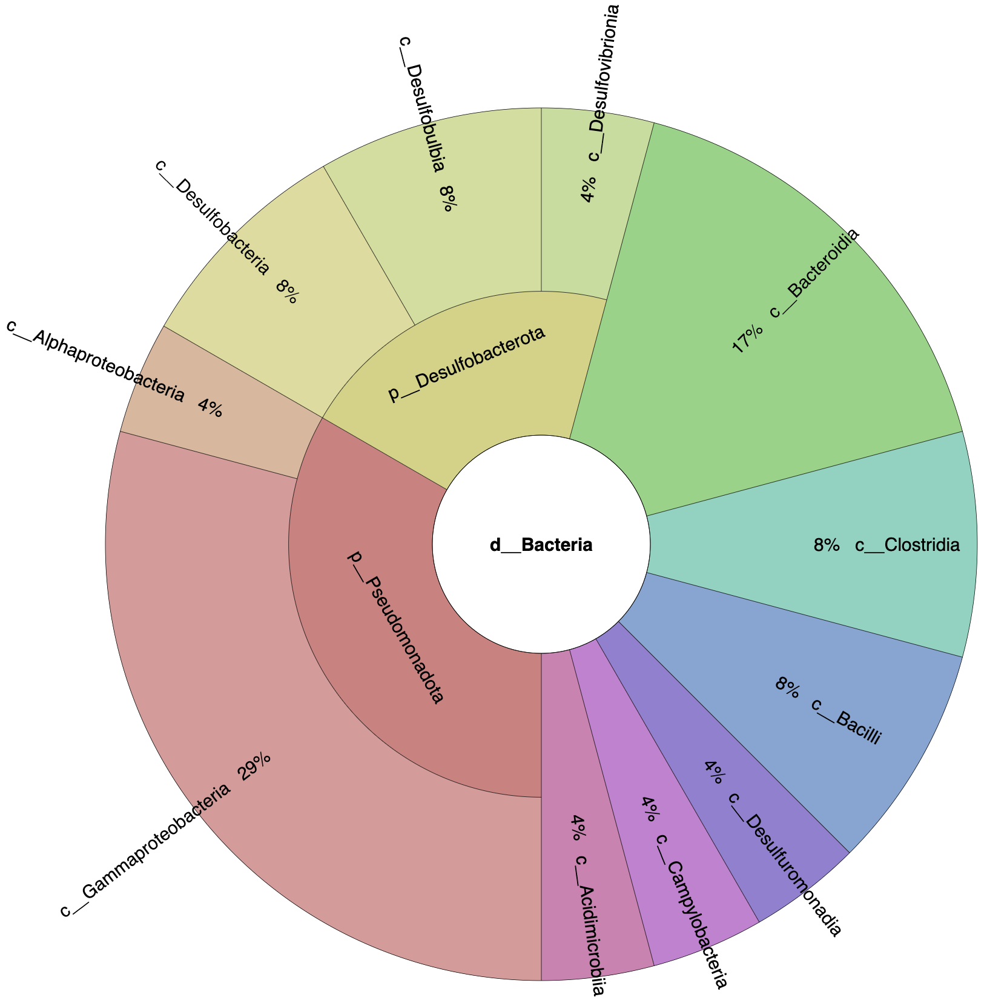 c__Desulfovibrionia 4%
c__Desulfobulbia 8%
c__Desulfobacteria 8%
c__Alphaproteobacteria 4%
17% c__Bacteroidia
p__Desulfobacterota
d__Bacteria
8% c__Clostridia
p__Pseudomonadota
8% c__Bacilli
c__Gammaproteobacteria 29%
4% c__Desulfuromonadia
4% c__Campylobacteria
4% c__Acidimicrobiia